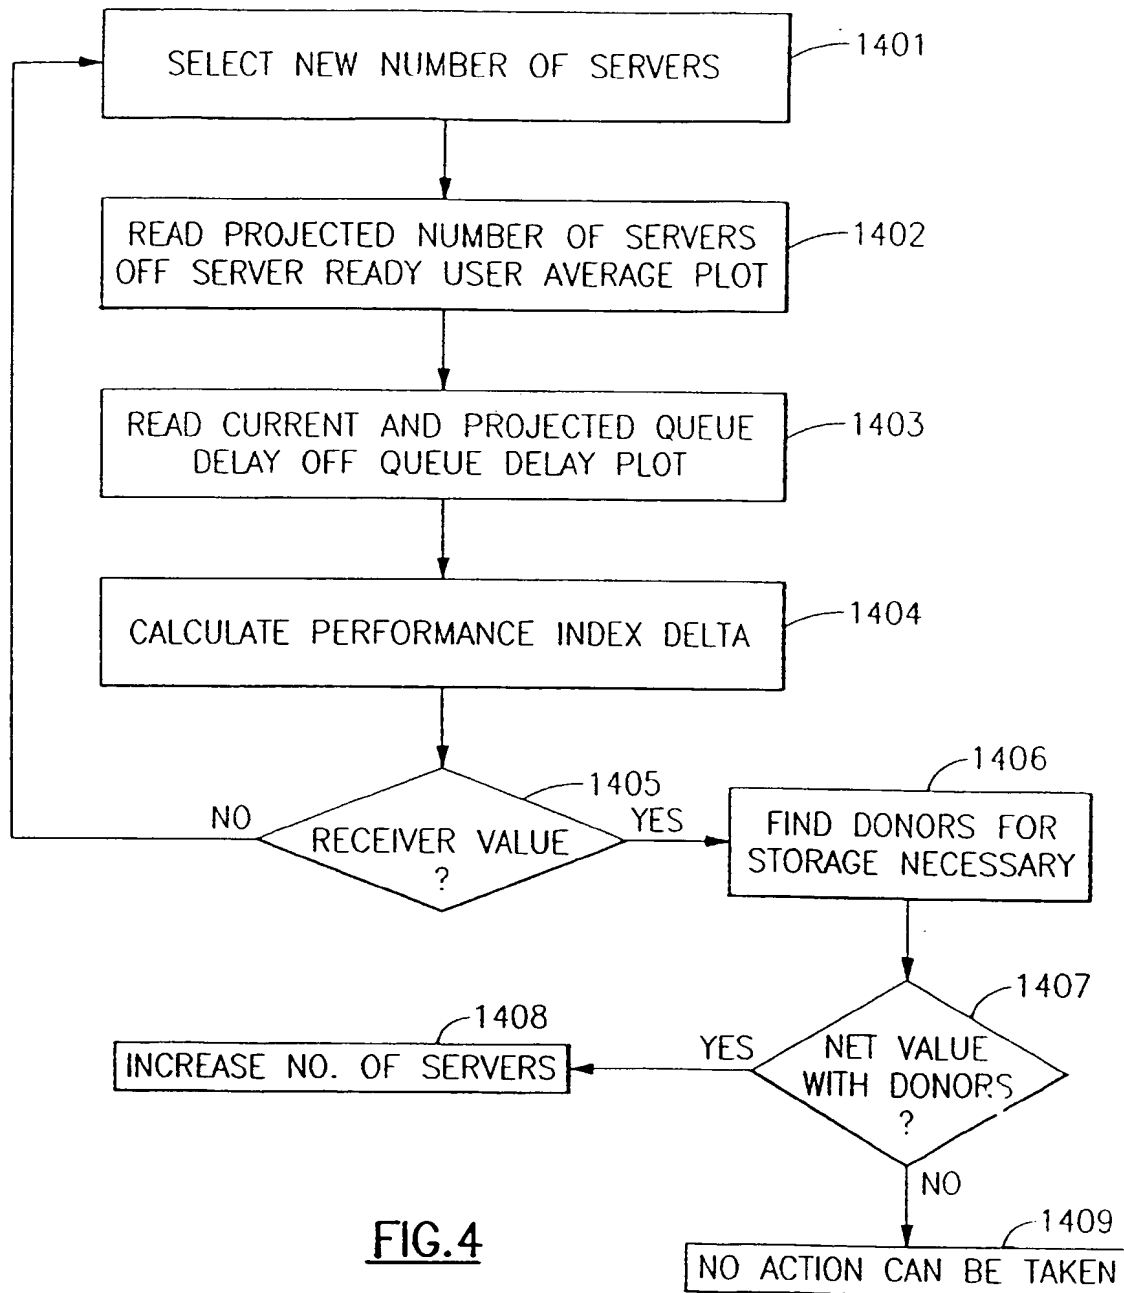 SELECT NEW NUMBER OF SERVERS
1401
READ PROJECTED NUMBER OF SERVERS
OFF SERVER READY USER AVERAGE PLOT
1402
READ CURRENT AND PROJECTED QUEUE
DELAY OFF QUEUE DELAY PLOT
1403
CALCULATE PERFORMANCE INDEX DELTA
1404
1405
NO
RECEIVER VALUE
?
YES
1406
FIND DONORS FOR
STORAGE NECESSARY
1407
NET VALUE
WITH DONORS
?
YES
1408
INCREASE NO. OF SERVERS
NO
1409
NO ACTION CAN BE TAKEN
FIG.4